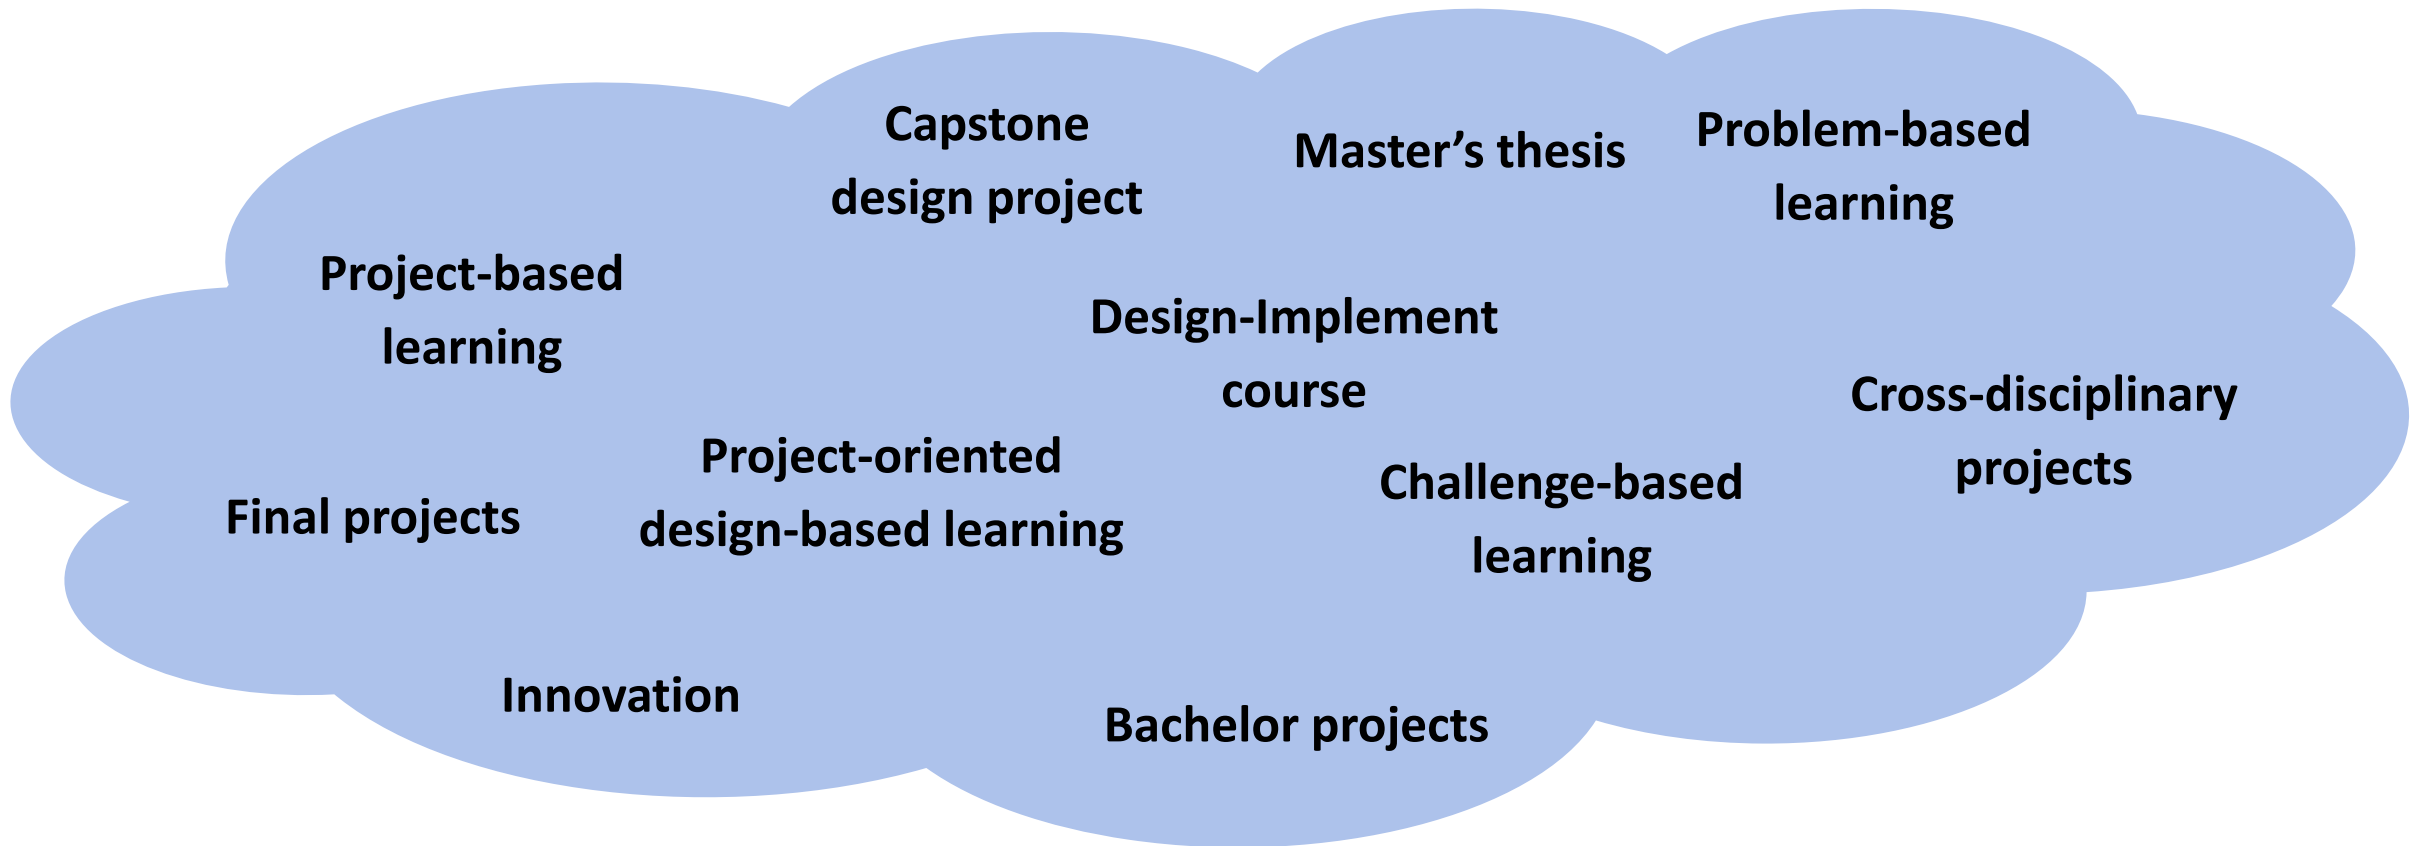 Capstone
design project
Master’s thesis
Problem-based
learning
Project-based
learning
Design-Implement
course
Cross-disciplinary
projects
Project-oriented
design-based learning
Challenge-based
learning
Final projects
Innovation
Bachelor projects